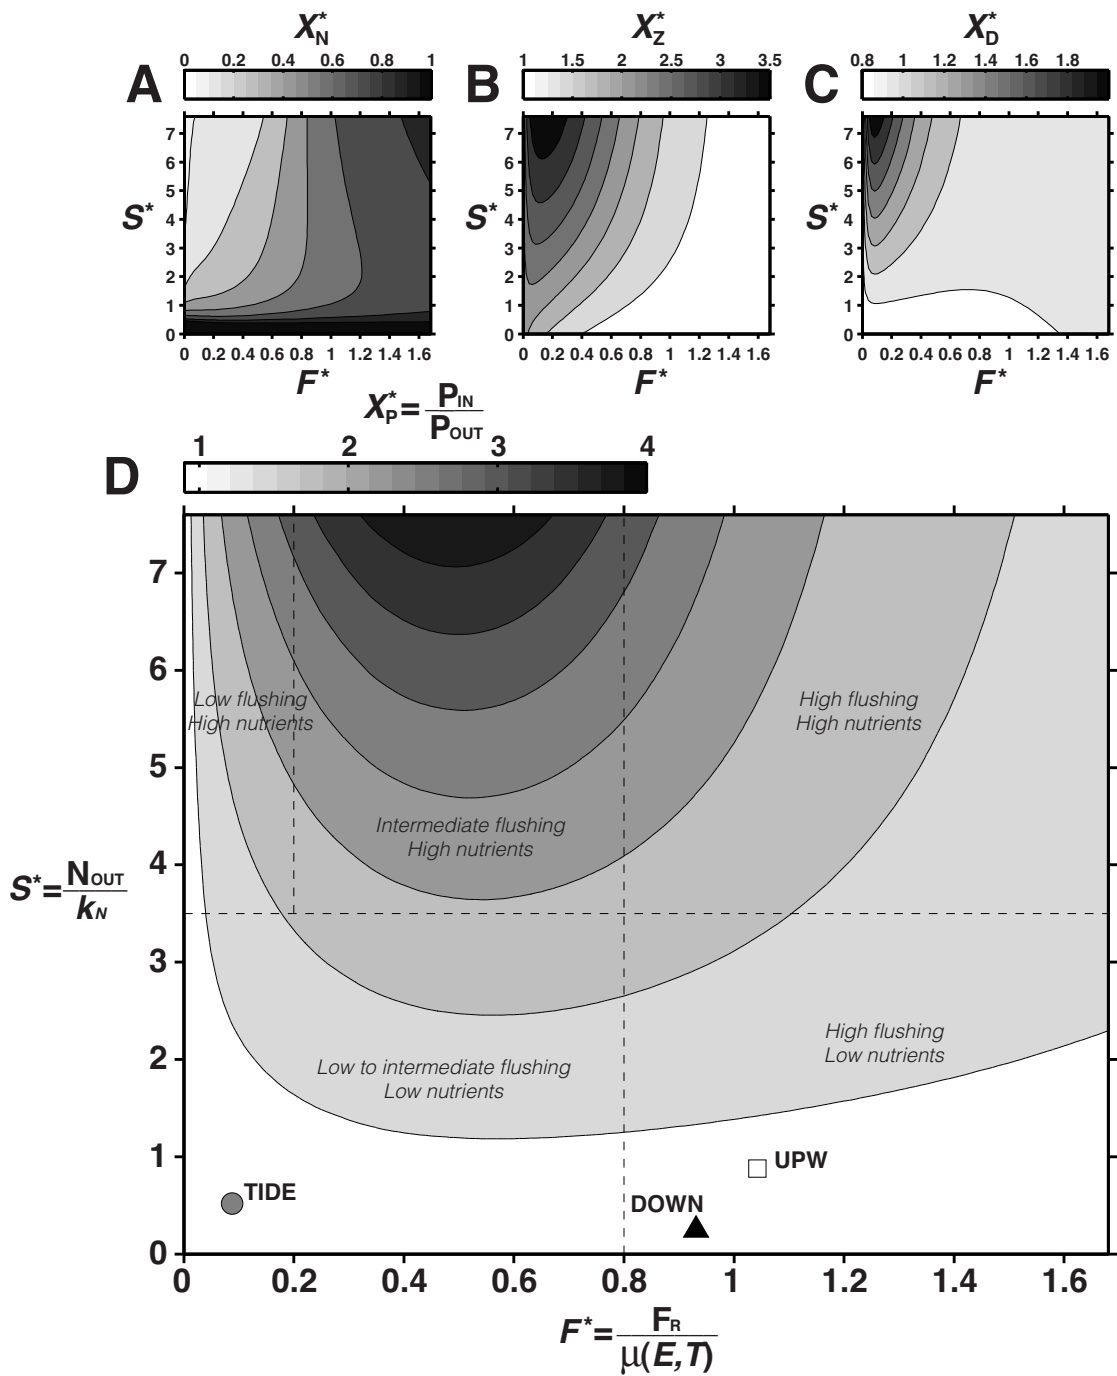 X*N
X*Z
X*D
0 0.2 0.4 0.6 0.8 1
1 1.5 2 2.5 3 3.5
0.8 1 1.2 1.4 1.6 1.8
A
B
C
7
6
5
4
3
2
1
0
S*
0 0.2 0.4 0.6 0.8 1 1.2 1.4 1.6
F*
7
6
5
4
3
2
1
0
S*
0 0.2 0.4 0.6 0.8 1 1.2 1.4 1.6
F*
7
6
5
4
3
2
1
0
S*
0 0.2 0.4 0.6 0.8 1 1.2 1.4 1.6
F*
X*P = PIN / POUT
1 2 3 4
D
7
6
5
4
3
2
1
0
S* = NOUT / kN
Low flushing
High nutrients
High flushing
High nutrients
Intermediate flushing
High nutrients
High flushing
Low nutrients
Low to intermediate flushing
Low nutrients
UPW
TIDE
DOWN
0 0.2 0.4 0.6 0.8 1 1.2 1.4 1.6
F* = FR / μ(E,T)